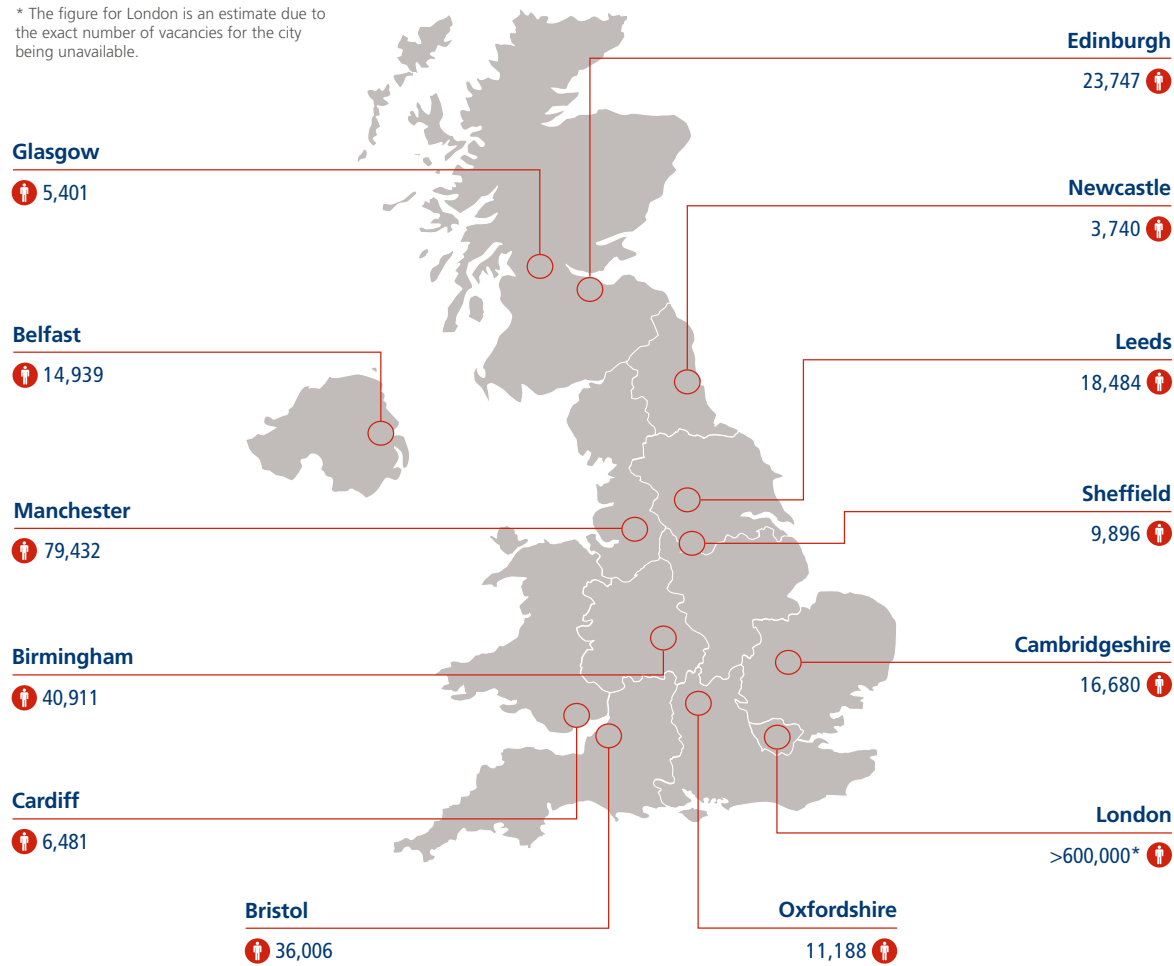 * The figure for London is an estimate due to
the exact number of vacancies for the city
being unavailable.
Edinburgh
23,747
Glasgow
5,401
Newcastle
3,740
Belfast
14,939
Leeds
18,484
Manchester
79,432
Sheffield
9,896
Birmingham
40,911
Cambridgeshire
16,680
Cardiff
6,481
London
>600,000*
Bristol
36,006
Oxfordshire
11,188